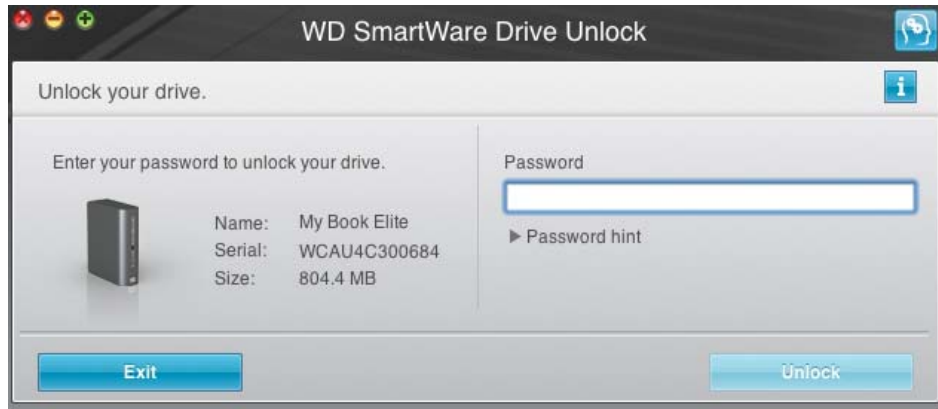 WD SmartWare Drive Unlock
Unlock your drive.
Enter your password to unlock your drive.
Name: My Book Elite
Serial: WCAU4C300684
Size: 804.4 MB
Password
Password hint
Exit
Unlock